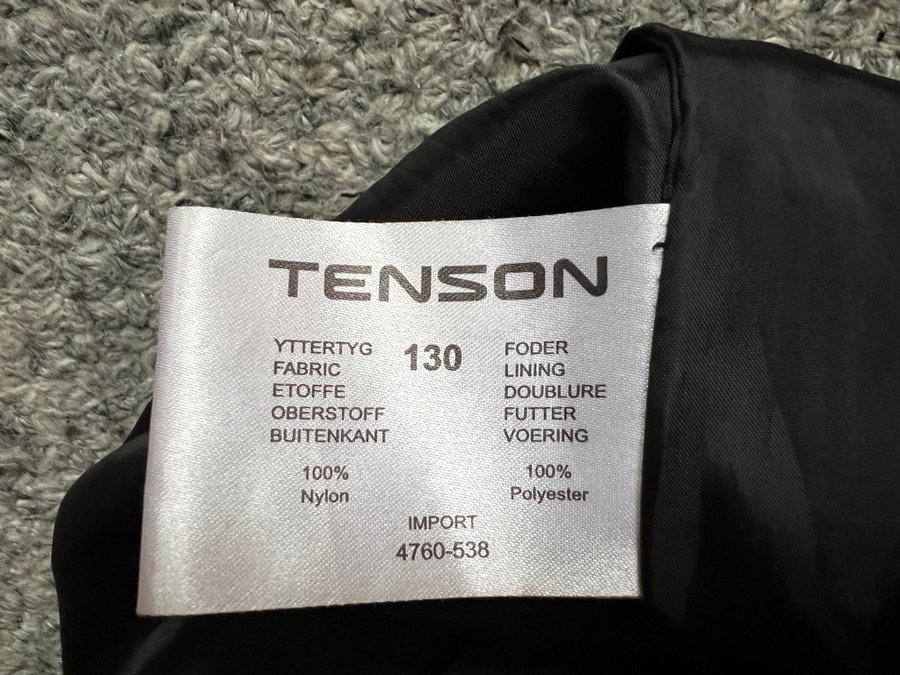 TENSON
130
YTTERTYG
FABRIC
ETOFFE
OBERSTOFF
BUITENKANT
100%
Nylon
FODER
LINING
DOUBLURE
FUTTER
VOERING
100%
Polyester
IMPORT
4760-538